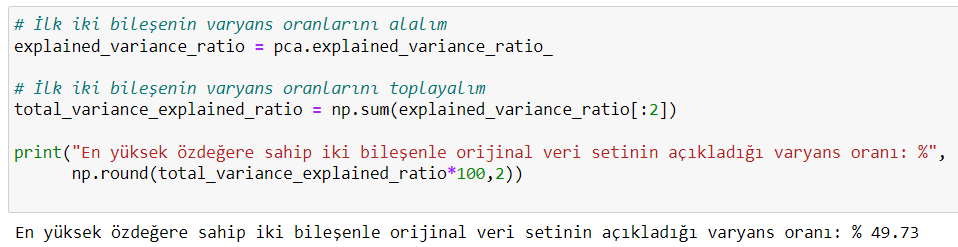 # İlk iki bileşenin varyans oranlarını alalım
explained_variance_ratio = pca.explained_variance_ratio_
# İlk iki bileşenin varyans oranlarını toplayalım
total_variance_explained_ratio = np.sum(explained_variance_ratio[:2])
print("En yüksek özdeğere sahip iki bileşenle orijinal veri setinin açıkladığı varyans oranı: %",
np.round(total_variance_explained_ratio*100,2))
En yüksek özdeğere sahip iki bileşenle orijinal veri setinin açıkladığı varyans oranı: % 49.73